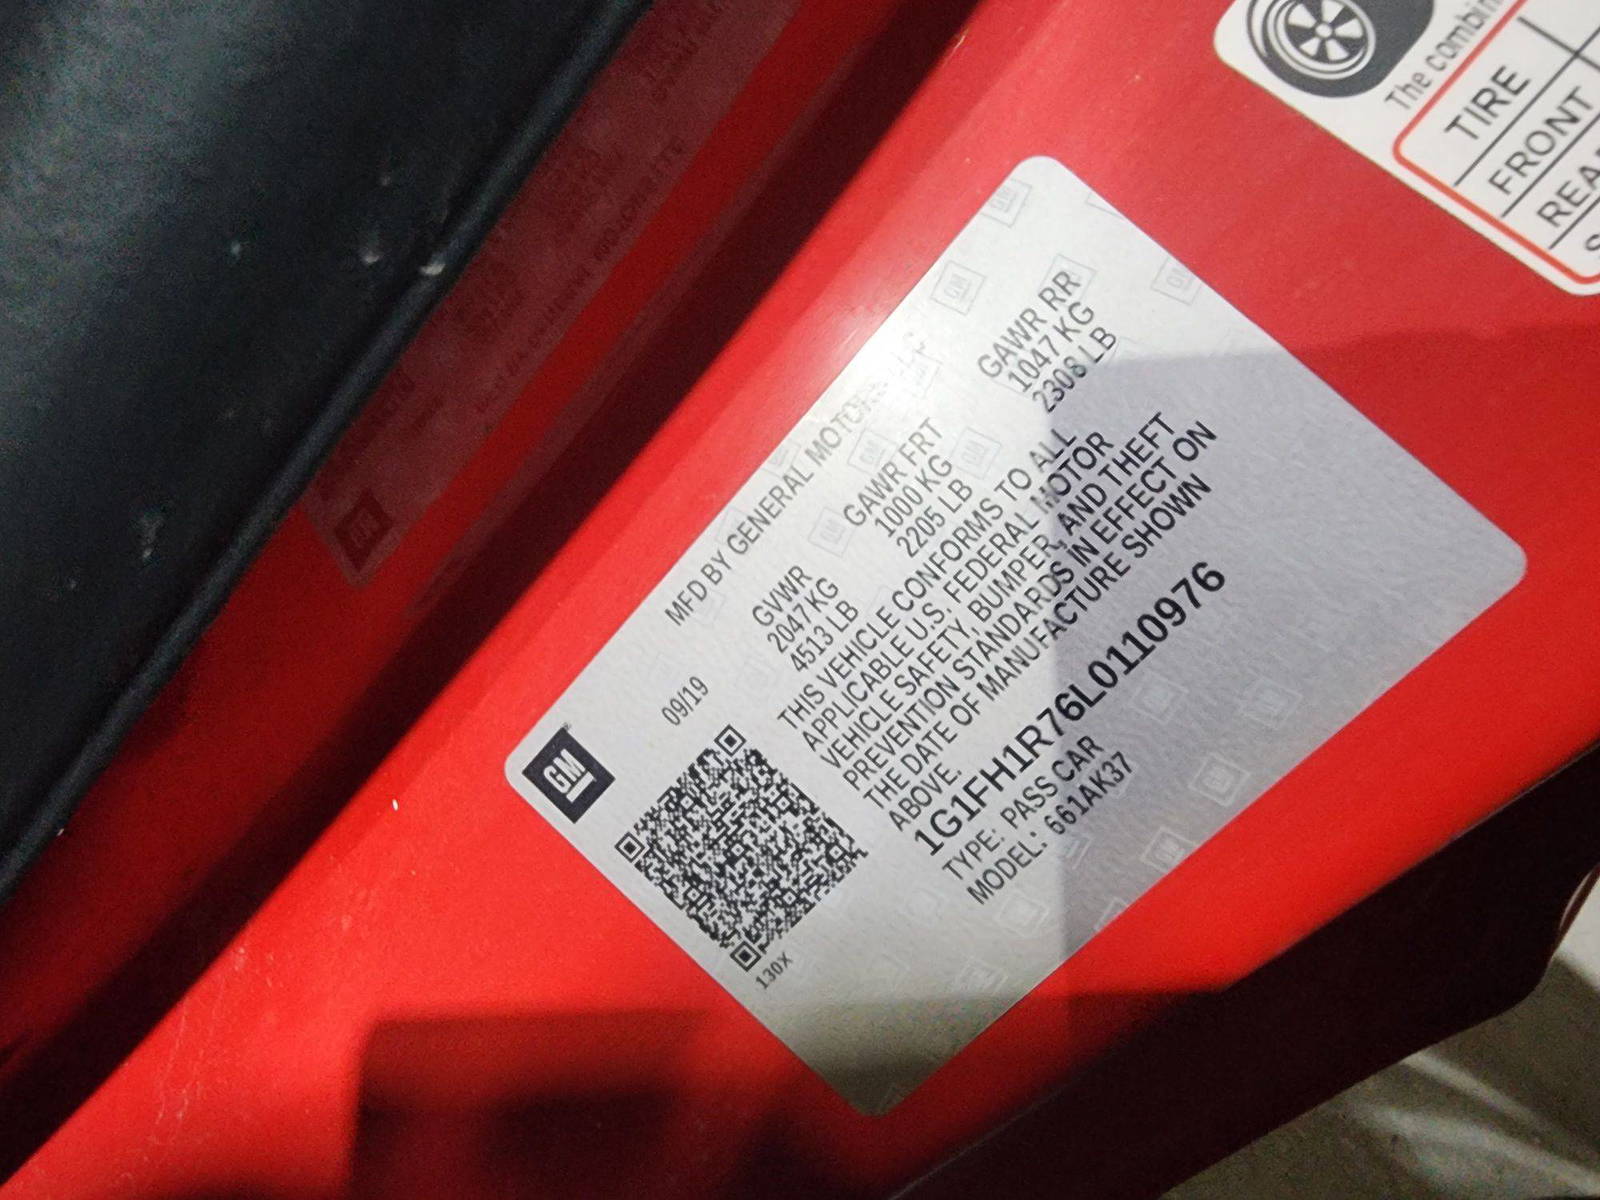 GM
09/19
MFD BY GENERAL MOTORS LLC
GVWR GAWR FRT GAWR RR
2047 KG 1000 KG 1047 KG
4513 LB 2205 LB 2308 LB
THIS VEHICLE CONFORMS TO ALL
APPLICABLE U.S. FEDERAL MOTOR
VEHICLE SAFETY, BUMPER, AND THEFT
PREVENTION STANDARDS IN EFFECT ON
THE DATE OF MANUFACTURE SHOWN
ABOVE.
1G1FH1R76L0110976
TYPE: PASS CAR
MODEL: 661AK37
130X
The
TIRE
FRONT